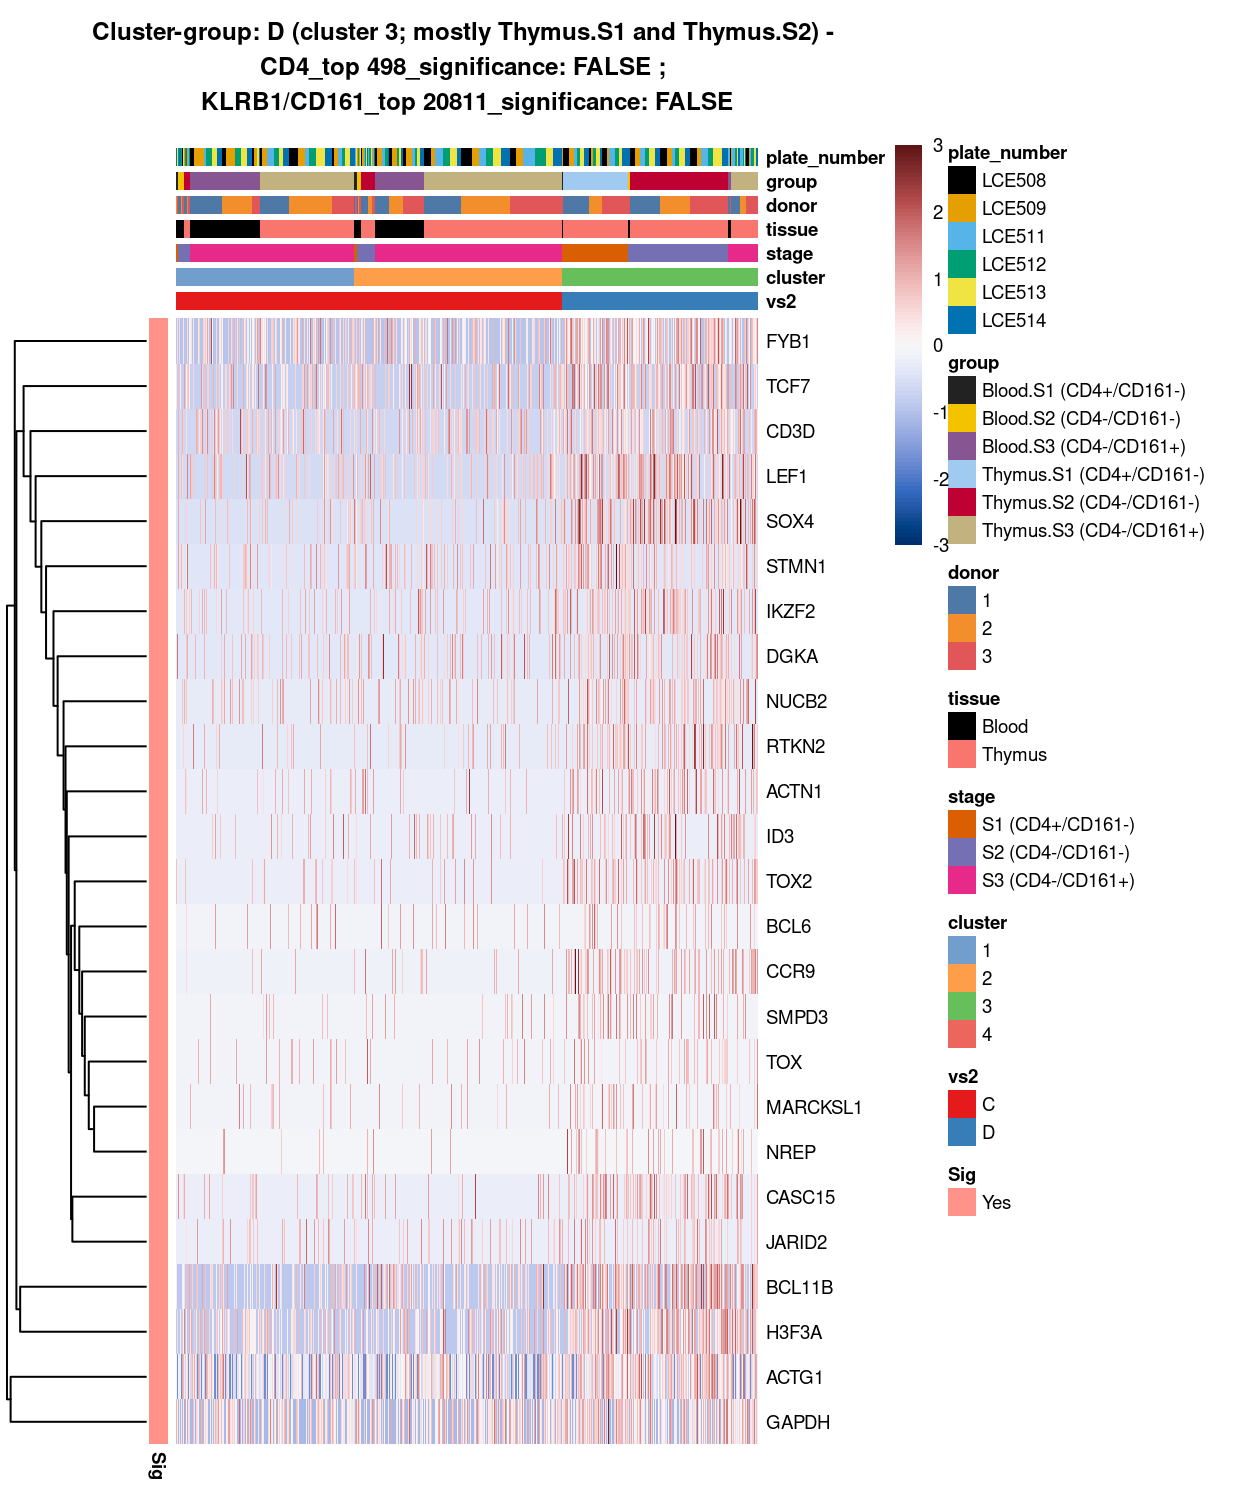 Cluster-group: D (cluster 3; mostly Thymus.S1 and Thymus.S2) -
CD4_top 498_significance: FALSE ;
KLRB1/CD161_top 20811_significance: FALSE
plate_number
group
donor
tissue
stage
cluster
vs2
FYB1
TCF7
CD3D
LEF1
SOX4
STMN1
IKZF2
DGKA
NUCB2
RTKN2
ACTN1
ID3
TOX2
BCL6
CCR9
SMPD3
TOX
MARCKSL1
NREP
CASC15
JARID2
BCL11B
H3F3A
ACTG1
GAPDH
Sig
3
2
1
0
-1
-2
-3
plate_number
LCE508
LCE509
LCE511
LCE512
LCE513
LCE514
group
Blood.S1 (CD4+/CD161-)
Blood.S2 (CD4-/CD161-)
Blood.S3 (CD4-/CD161+)
Thymus.S1 (CD4+/CD161-)
Thymus.S2 (CD4-/CD161-)
Thymus.S3 (CD4-/CD161+)
donor
1
2
3
tissue
Blood
Thymus
stage
S1 (CD4+/CD161-)
S2 (CD4-/CD161-)
S3 (CD4-/CD161+)
cluster
1
2
3
4
vs2
C
D
Sig
Yes